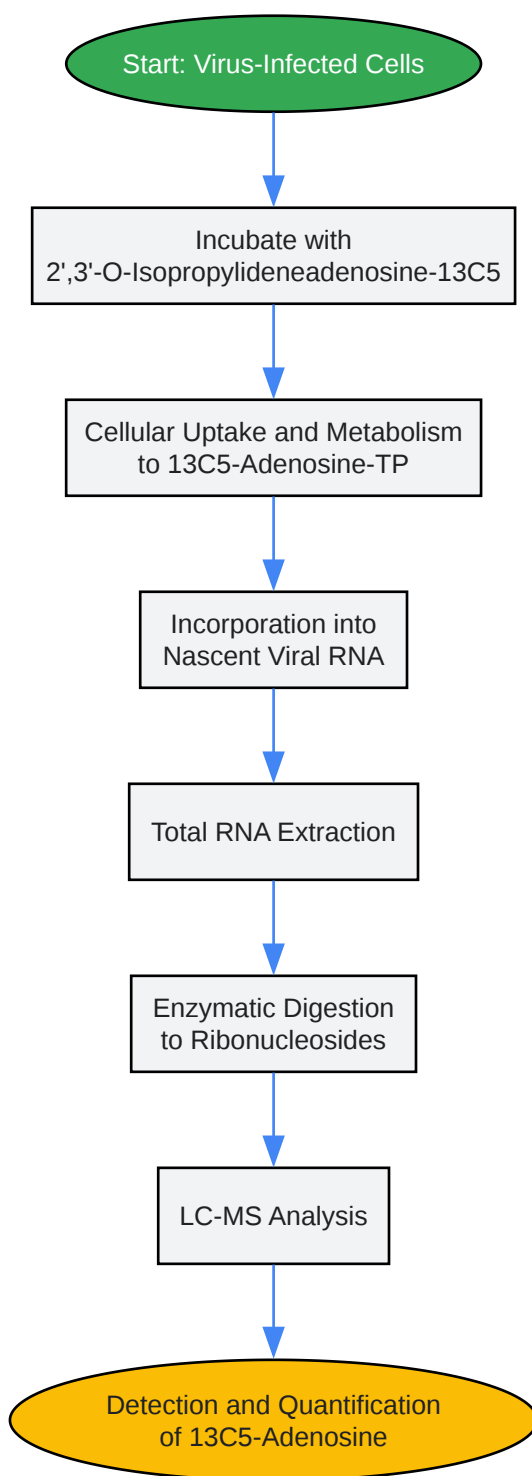 Start: Virus-Infected Cells
Incubate with
2',3'-O-Isopropylideneadenosine-13C5
Cellular Uptake and Metabolism
to 13C5-Adenosine-TP
Incorporation into
Nascent Viral RNA
Total RNA Extraction
Enzymatic Digestion
to Ribonucleosides
LC-MS Analysis
Detection and Quantification
of 13C5-Adenosine